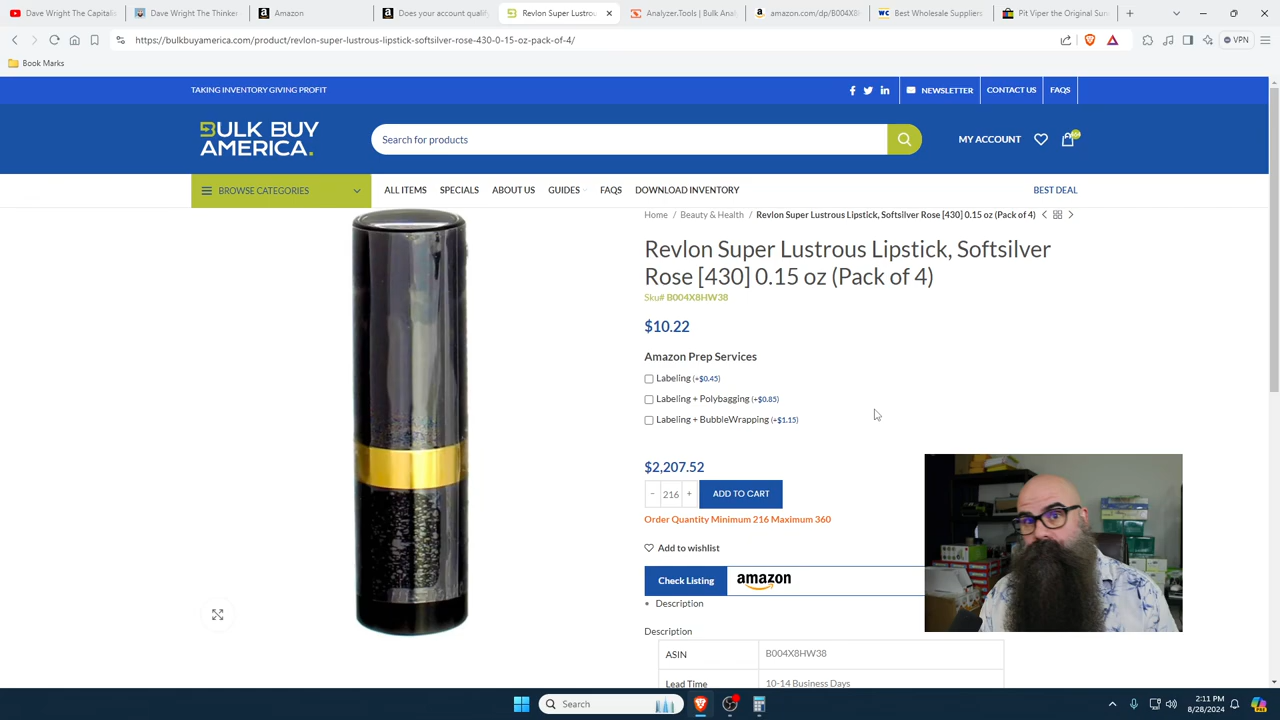 Dave Wright The Capitalist
Dave Wright The Thinker
Amazon
Does your account qualify
Revlon Super Lustrous
Analyzer.Tools | Bulk Analy
amazon.com/dp/B004X8H
Best Wholesale Suppliers
Pit Viper the Original Sun
https://bulkbuyamerica.com/product/revlon-super-lustrous-lipstick-softsilver-rose-430-0-15-oz-pack-of-4/
VPN
Book Marks
TAKING INVENTORY GIVING PROFIT
NEWSLETTER
CONTACT US
FAQS
BULK BUY
AMERICA.
Search for products
MY ACCOUNT
BROWSE CATEGORIES
ALL ITEMS
SPECIALS
ABOUT US
GUIDES
FAQS
DOWNLOAD INVENTORY
BEST DEAL
Home / Beauty & Health / Revlon Super Lustrous Lipstick, Softsilver Rose [430] 0.15 oz (Pack of 4)
Revlon Super Lustrous Lipstick, Softsilver
Rose [430] 0.15 oz (Pack of 4)
Sku# B004X8HW38
$10.22
Amazon Prep Services
Labeling (+$0.45)
Labeling + Polybagging (+$0.85)
Labeling + BubbleWrapping (+$1.15)
$2,207.52
- 216 +
ADD TO CART
Order Quantity Minimum 216 Maximum 360
Add to wishlist
Check Listing
amazon
Description
Description
ASIN
B004X8HW38
Lead Time
10-14 Business Days
Search
2:11 PM
8/28/2024